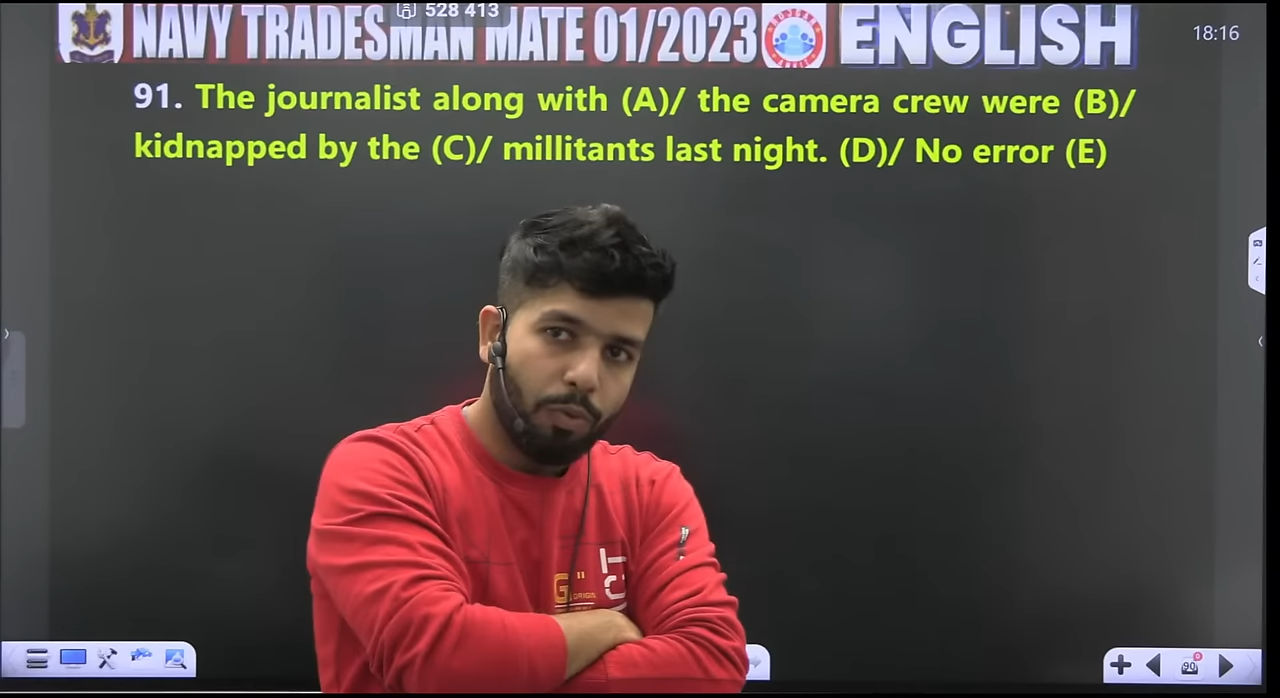 528 413
NAVY TRADESMAN MATE 01/2023 ENGLISH
18:16
91. The journalist along with (A)/ the camera crew were (B)/
kidnapped by the (C)/ millitants last night. (D)/ No error (E)
G"
ORIGIN
90